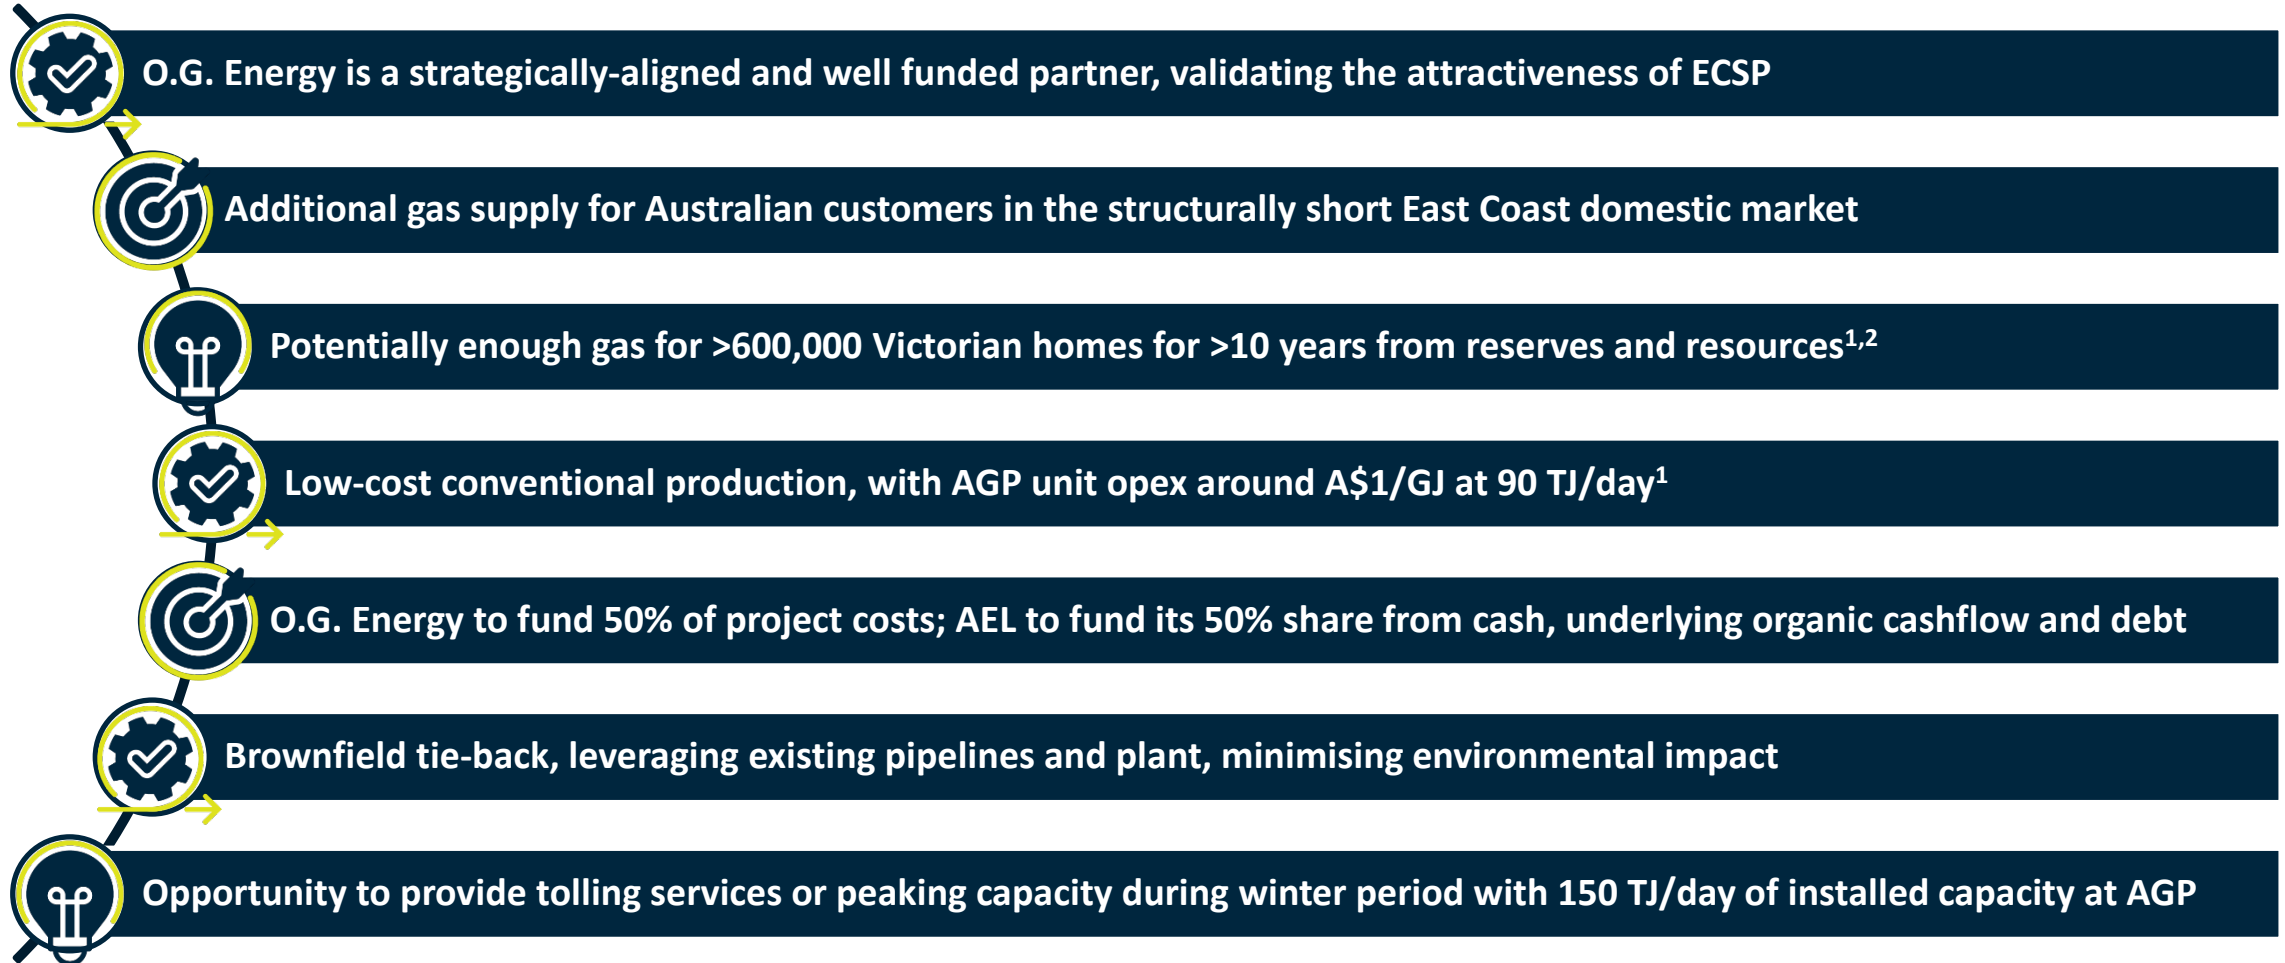 O.G. Energy is a strategically-aligned and well funded partner, validating the attractiveness of ECSP
Additional gas supply for Australian customers in the structurally short East Coast domestic market
Potentially enough gas for >600,000 Victorian homes for >10 years from reserves and resources1,2
Low-cost conventional production, with AGP unit opex around A$1/GJ at 90 TJ/day1
O.G. Energy to fund 50% of project costs; AEL to fund its 50% share from cash, underlying organic cashflow and debt
Brownfield tie-back, leveraging existing pipelines and plant, minimising environmental impact
Opportunity to provide tolling services or peaking capacity during winter period with 150 TJ/day of installed capacity at AGP